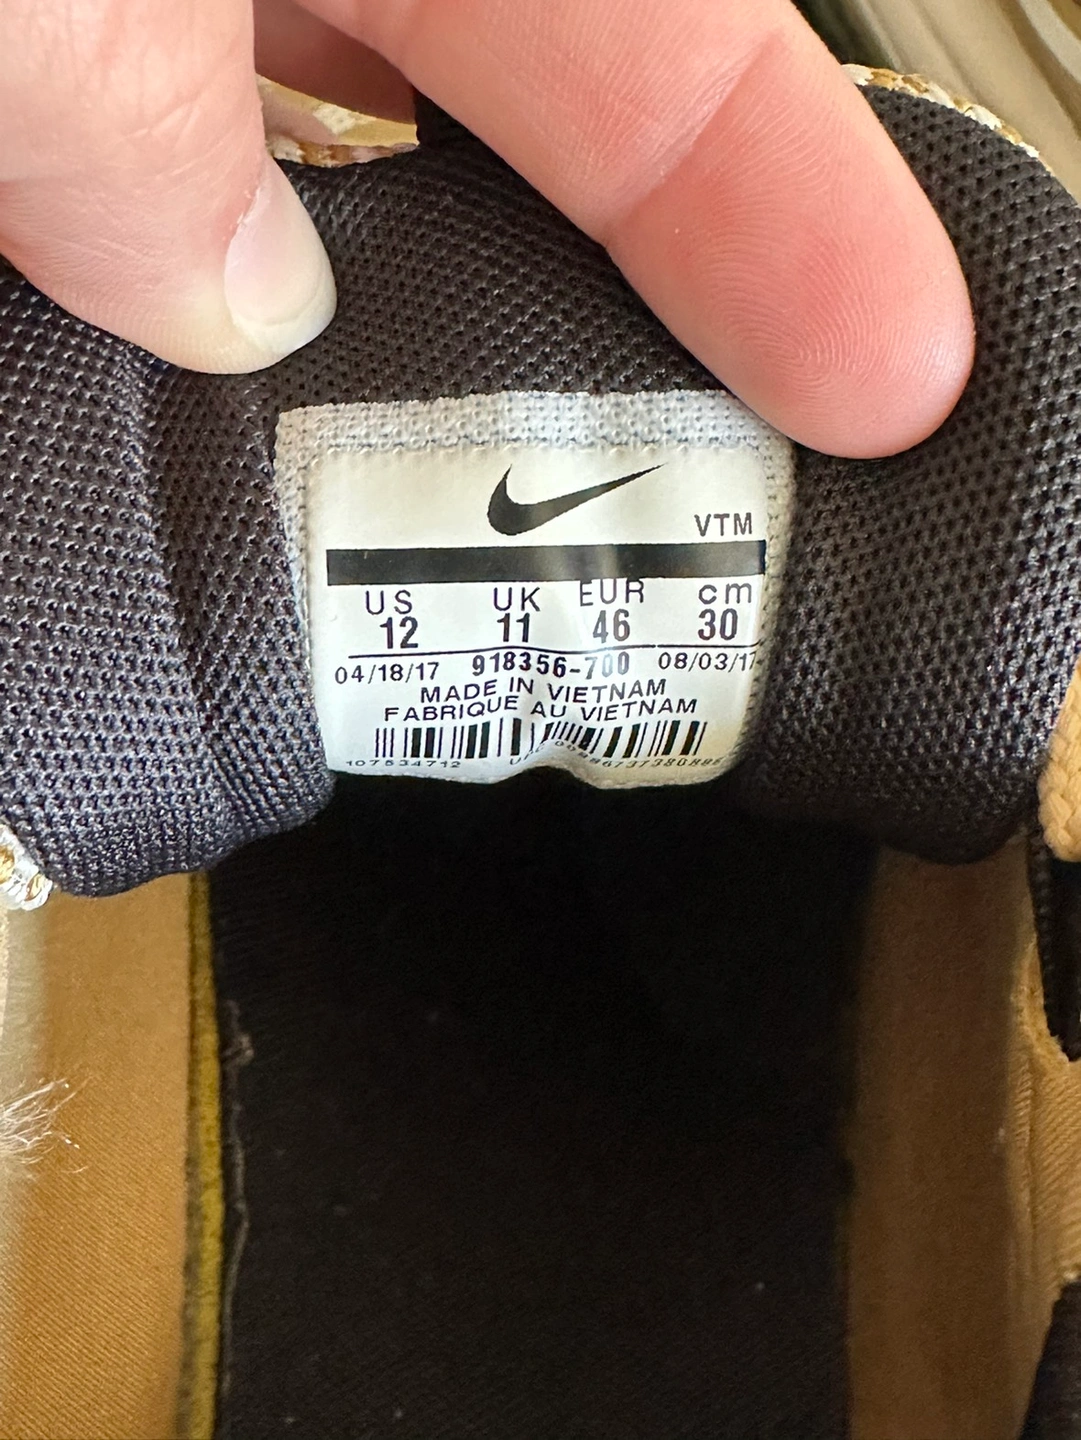 VTM
US UK EUR cm
12 11 46 30
04/18/17 918356-700 08/03/17
MADE IN VIETNAM
FABRIQUE AU VIETNAM
107534712